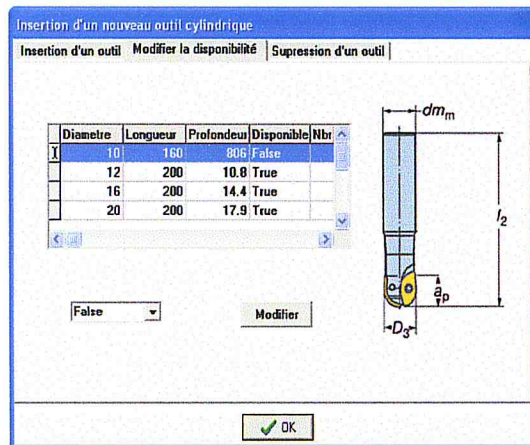 Insertion d'un nouveau outil cylindrique
Insertion d'un outil Modifier la disponibilité Supression d'un outil
Diametre Longueur Profondeur Disponible Nbr
10 160 806 False
12 200 10.8 True
16 200 14.4 True
20 200 17.9 True
False
Modifier
dmm
l2
ap
D3
OK